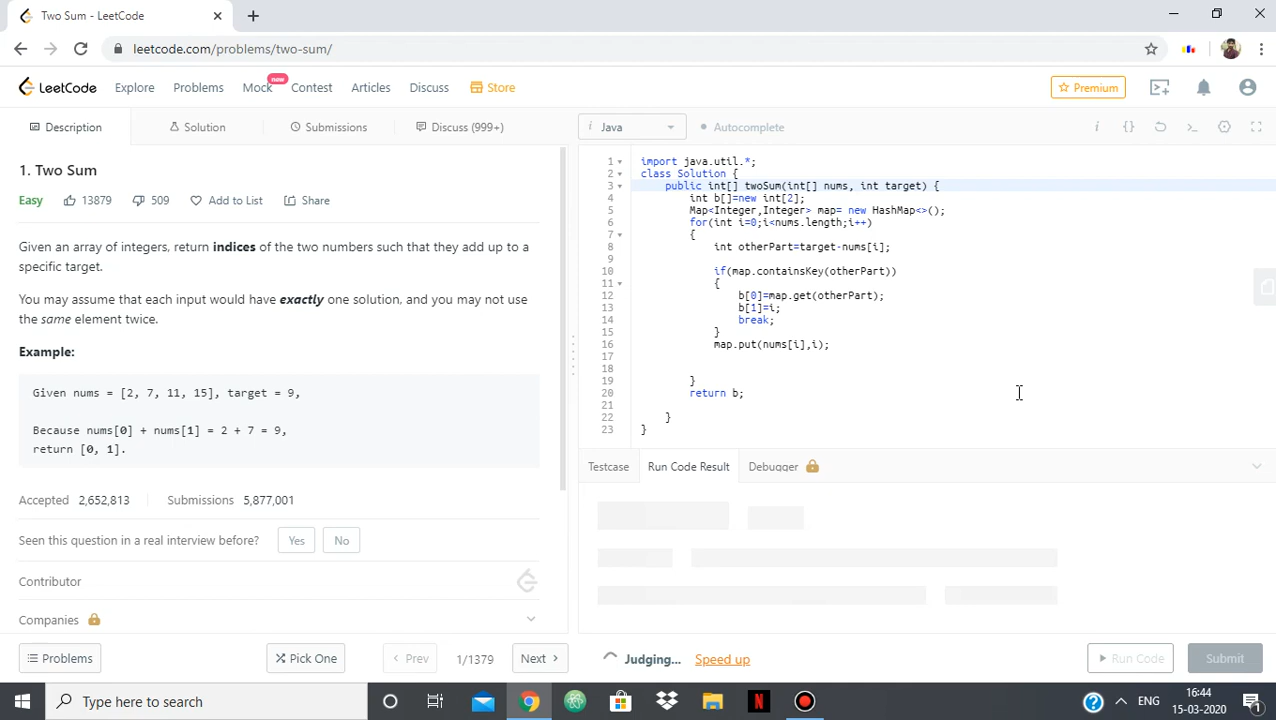 Two Sum - LeetCode
leetcode.com/problems/two-sum/
LeetCode Explore Problems Mock new Contest Articles Discuss Store Premium
Description Solution Submissions Discuss (999+)
i Java Autocomplete i {}
1. Two Sum
Easy 13879 509 Add to List Share
Given an array of integers, return indices of the two numbers such that they add up to a
specific target.
You may assume that each input would have exactly one solution, and you may not use
the same element twice.
Example:
Given nums = [2, 7, 11, 15], target = 9,
Because nums[0] + nums[1] = 2 + 7 = 9,
return [0, 1].
Accepted 2,652,813 Submissions 5,877,001
Seen this question in a real interview before? Yes No
Contributor
Companies
Problems Pick One Prev 1/1379 Next
1 import java.util.*;
2 class Solution {
3 public int[] twoSum(int[] nums, int target) {
4 int b[]=new int[2];
5 Map<Integer,Integer> map= new HashMap<>();
6 for(int i=0;i<nums.length;i++)
7 {
8 int otherPart=target-nums[i];
9
10 if(map.containsKey(otherPart))
11 {
12 b[0]=map.get(otherPart);
13 b[1]=i;
14 break;
15 }
16 map.put(nums[i],i);
17
18
19 }
20 return b;
21
22 }
23 }
Testcase Run Code Result Debugger
Judging... Speed up Run Code Submit
Type here to search
ENG
16:44
15-03-2020
1